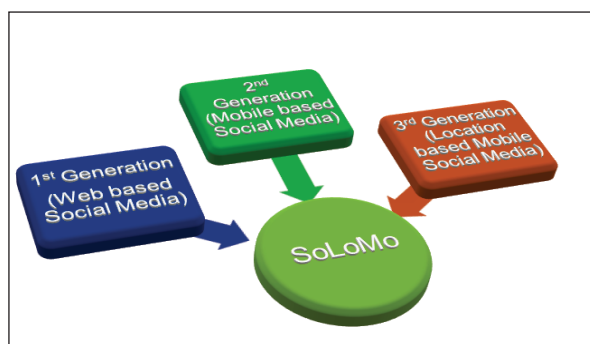 1st Generation
(Web based
Social Media)
2nd
Generation
(Mobile based
Social Media)
3rd Generation
(Location
based Mobile
Social Media)
SoLoMo